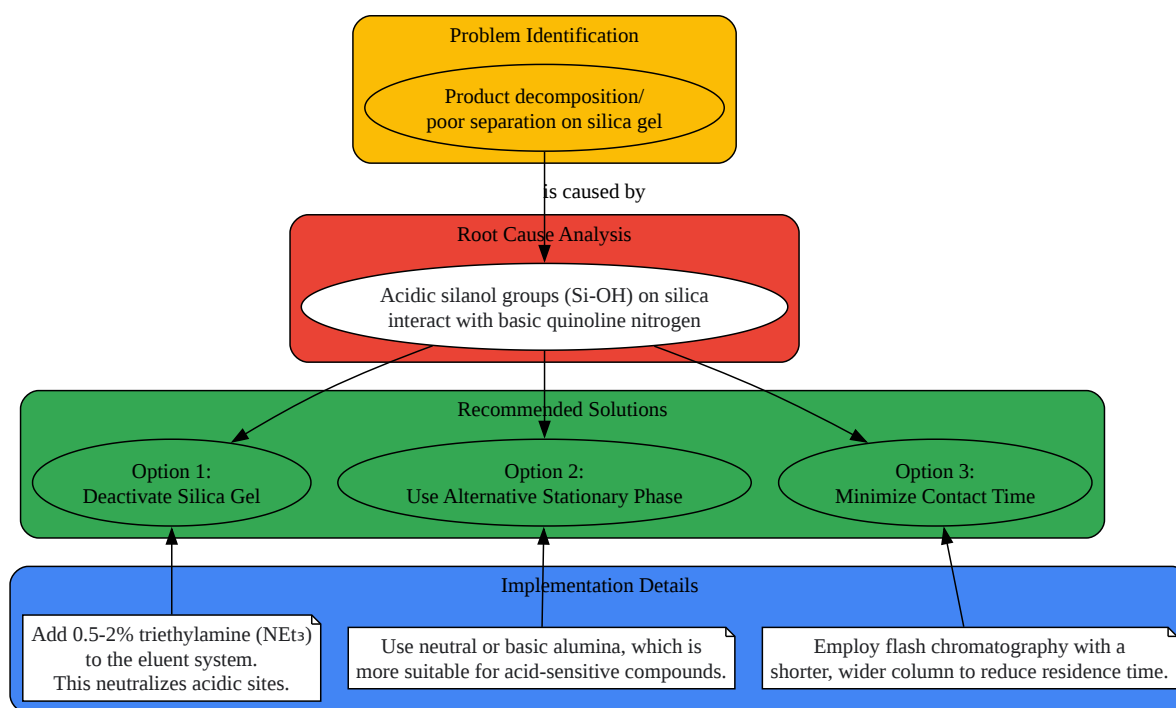 Problem Identification
Product decomposition/
poor separation on silica gel
is caused by
Root Cause Analysis
Acidic silanol groups (Si-OH) on silica
interact with basic quinoline nitrogen
Recommended Solutions
Option 1:
Deactivate Silica Gel
Option 2:
Use Alternative Stationary Phase
Option 3:
Minimize Contact Time
Implementation Details
Add 0.5-2% triethylamine (NEt₃)
to the eluent system.
This neutralizes acidic sites.
Use neutral or basic alumina, which is
more suitable for acid-sensitive compounds.
Employ flash chromatography with a
shorter, wider column to reduce residence time.